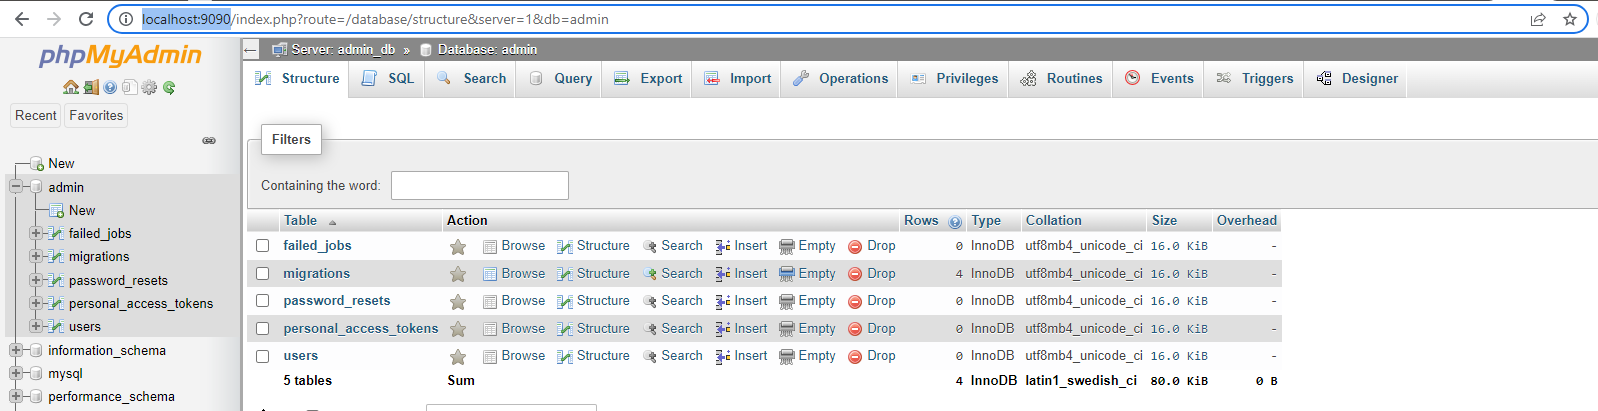 localhost:9090/index.php?route=/database/structure&server=1&db=admin
phpMyAdmin
Recent Favorites
New
admin
New
failed_jobs
migrations
password_resets
personal_access_tokens
users
information_schema
mysql
performance_schema
Server: admin_db » Database: admin
Structure SQL Search Query Export Import Operations Privileges Routines Events Triggers Designer
Filters
Containing the word:
Table Action Rows Type Collation Size Overhead
failed_jobs Browse Structure Search Insert Empty Drop 0 InnoDB utf8mb4_unicode_ci 16.0 KiB -
migrations Browse Structure Search Insert Empty Drop 4 InnoDB utf8mb4_unicode_ci 16.0 KiB -
password_resets Browse Structure Search Insert Empty Drop 0 InnoDB utf8mb4_unicode_ci 16.0 KiB -
personal_access_tokens Browse Structure Search Insert Empty Drop 0 InnoDB utf8mb4_unicode_ci 16.0 KiB -
users Browse Structure Search Insert Empty Drop 0 InnoDB utf8mb4_unicode_ci 16.0 KiB -
5 tables Sum 4 InnoDB latin1_swedish_ci 80.0 KiB 0 B